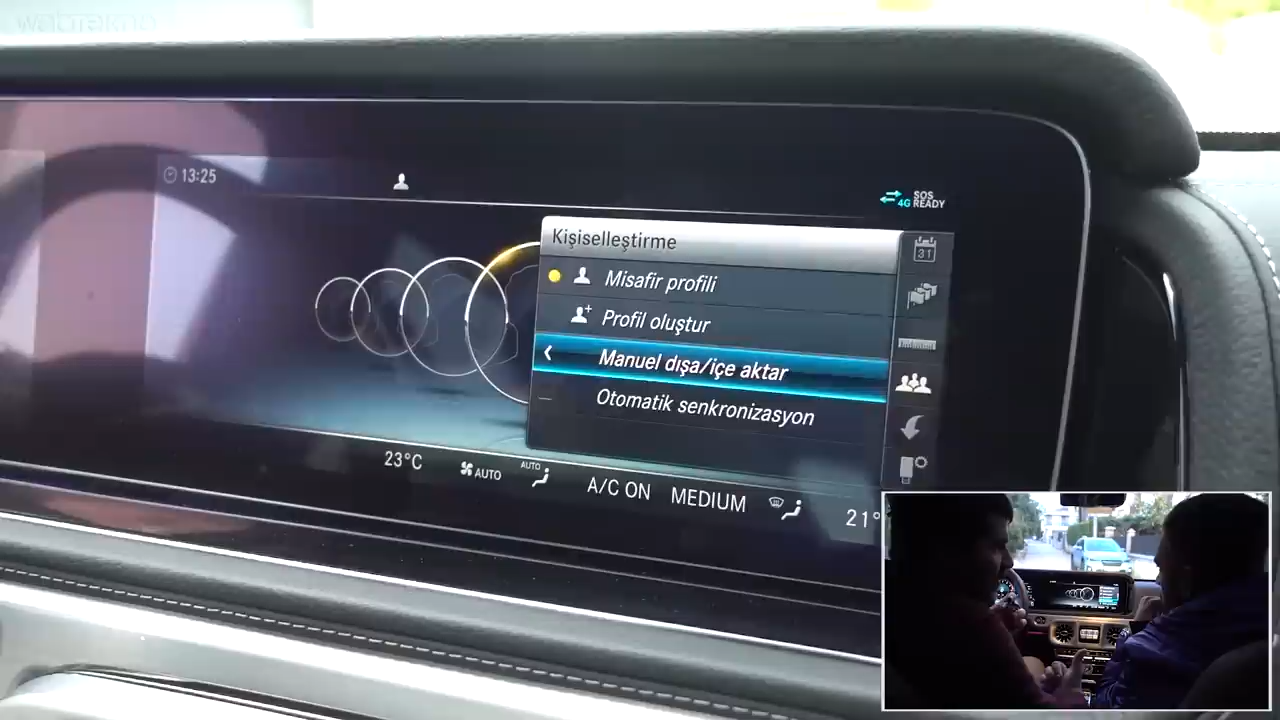 webtekno
13:25
4G
SOS
READY
Kişiselleştirme
31
Misafir profili
Profil oluştur
Manuel dışa/içe aktar
Otomatik senkronizasyon
23°C
AUTO
AUTO
A/C ON
MEDIUM
21°